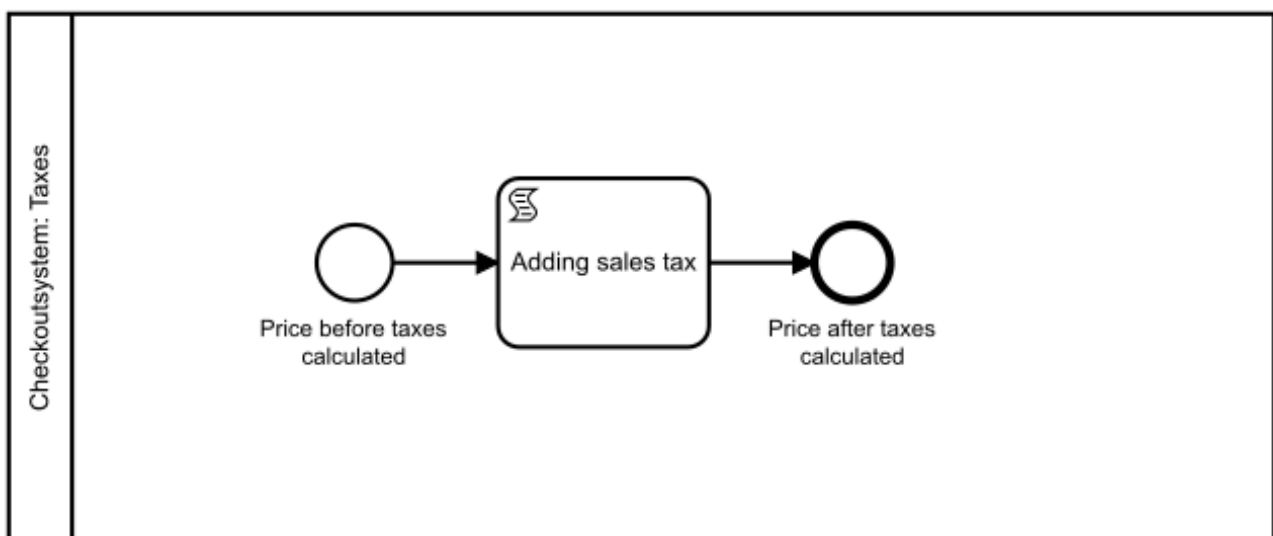 Checkoutsystem: Taxes
Adding sales tax
Price before taxes
calculated
Price after taxes
calculated